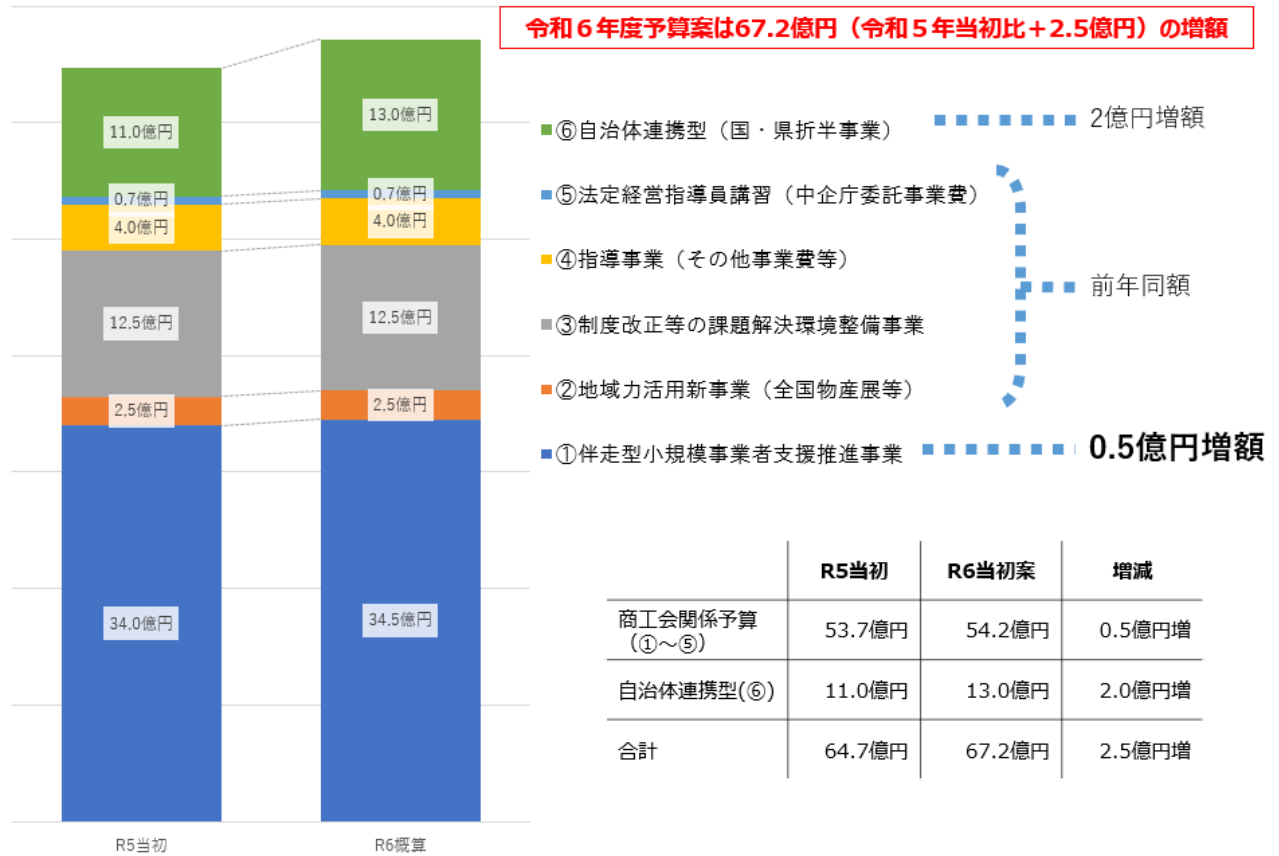 令和６年度予算案は67.2億円（令和５年当初比＋2.5億円）の増額
11.0億円
0.7億円
4.0億円
12.5億円
2.5億円
34.0億円
R5当初
13.0億円
0.7億円
4.0億円
12.5億円
2.5億円
34.5億円
R6概算
⑥自治体連携型（国・県折半事業）
2億円増額
⑤法定経営指導員講習（中企庁委託事業費）
④指導事業（その他事業費等）
前年同額
③制度改正等の課題解決環境整備事業
②地域力活用新事業（全国物産展等）
①伴走型小規模事業者支援推進事業
0.5億円増額
R5当初 R6当初案 増減
商工会関係予算
（①～⑤） 53.7億円 54.2億円 0.5億円増
自治体連携型(⑥) 11.0億円 13.0億円 2.0億円増
合計 64.7億円 67.2億円 2.5億円増